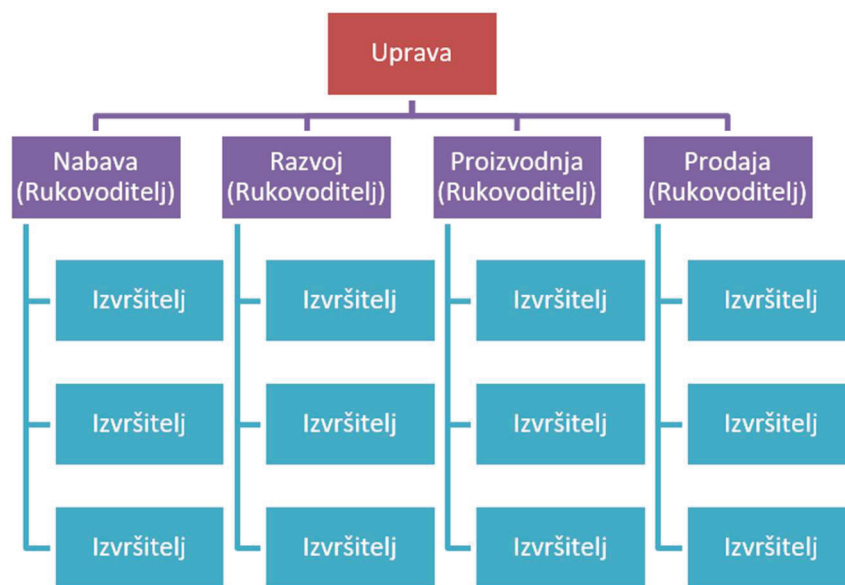 Uprava
Nabava
(Rukovoditelj)
Razvoj
(Rukovoditelj)
Proizvodnja
(Rukovoditelj)
Prodaja
(Rukovoditelj)
Izvršitelj
Izvršitelj
Izvršitelj
Izvršitelj
Izvršitelj
Izvršitelj
Izvršitelj
Izvršitelj
Izvršitelj
Izvršitelj
Izvršitelj
Izvršitelj